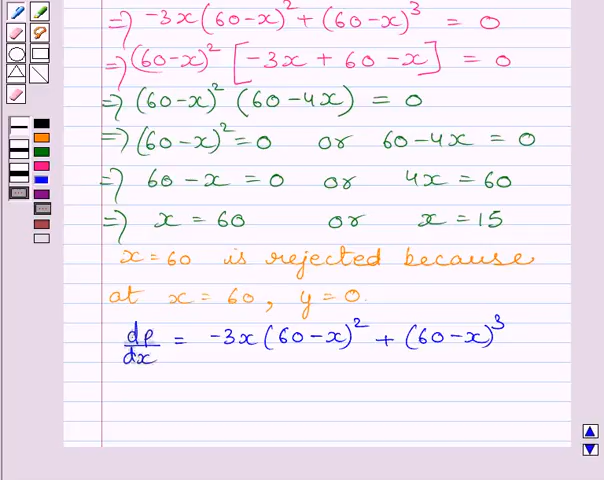 =) -3x(60-x)² + (60-x)³ = 0
=) (60-x)² [-3x + 60-x] = 0
=) (60-x)² (60-4x) = 0
=) (60-x)² = 0 or 60-4x = 0
=) 60-x = 0 or 4x = 60
=) x = 60 or x = 15
x = 60 is rejected because
at x = 60, y = 0.
dp/dx = -3x(60-x)² + (60-x)³